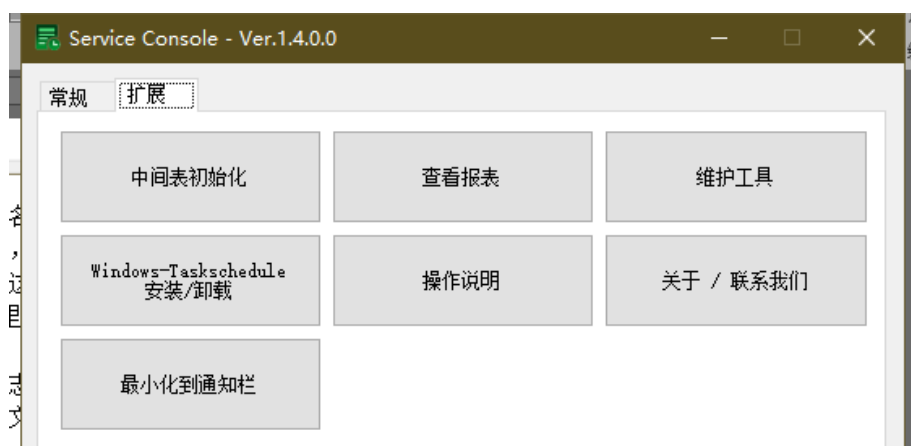 Service Console - Ver.1.4.0.0
常规
扩展
中间表初始化
查看报表
维护工具
Windows-Taskschedule
安装/卸载
操作说明
关于 / 联系我们
最小化到通知栏